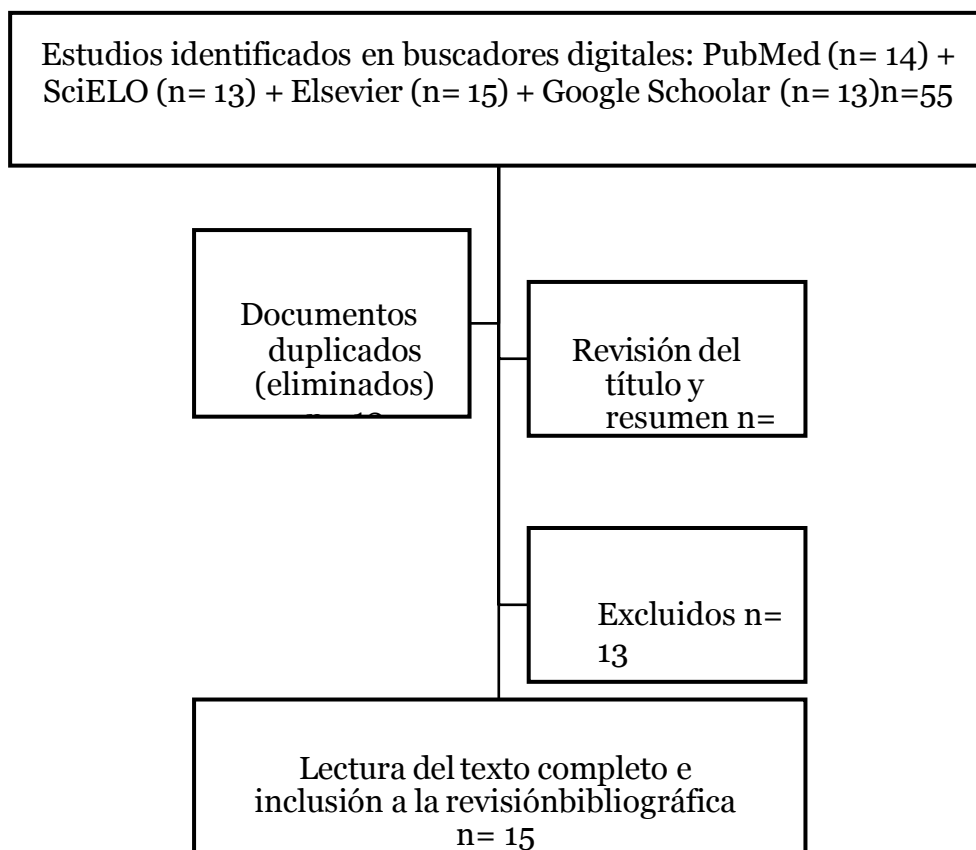 Estudios identificados en buscadores digitales: PubMed (n= 14) +
SciELO (n= 13) + Elsevier (n= 15) + Google Schoolar (n= 13)n=55
Documentos
duplicados
(eliminados)
Revisión del
título y
resumen n=
Excluidos n=
13
Lectura del texto completo e
inclusión a la revisiónbibliográfica
n= 15